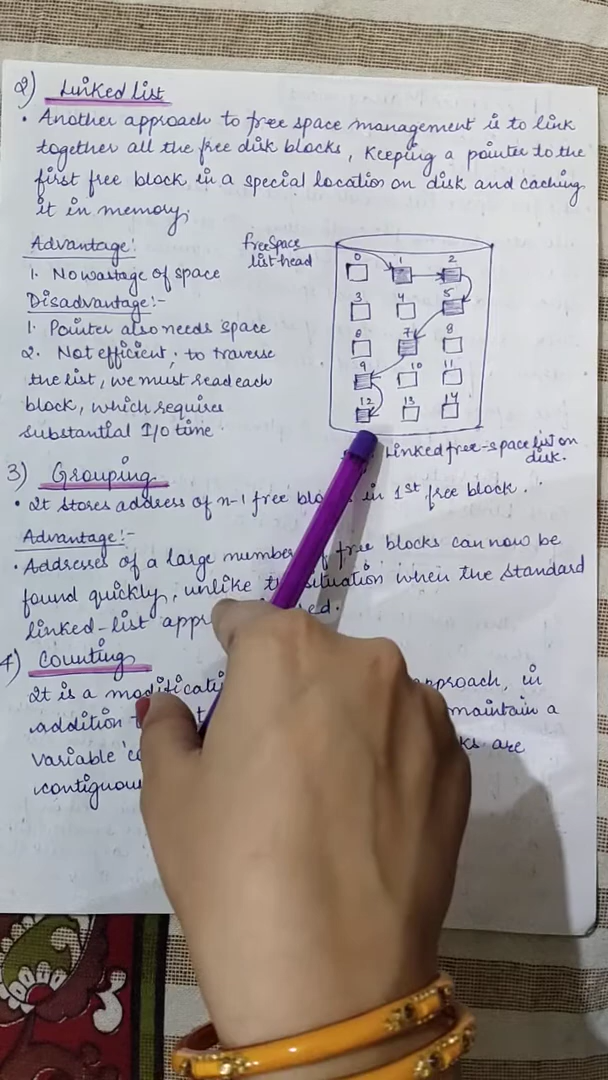 2) Linked list
• Another approach to free space management is to link
together all the free disk blocks, keeping a pointer to the
first free block in a special location on disk and caching
it in memory.
Advantage:
1. No wastage of space
Disadvantage:-
1. Pointer also needs space
2. Not efficient; to traverse
the list, we must read each
block, which requires
substantial I/O time.
free space
list head
0 1 2
3 4 5
6 7 8
9 10 11
12 13 14
Linked free-space list on
disk.
3) Grouping
• It stores address of n-1 free in 1st free block.
Advantage:-
• Addresses of a large number free blocks can now be
found quickly, unlike situation when the standard
linked-list
4) Counting
It is a approach, in
addition maintain a
variable are